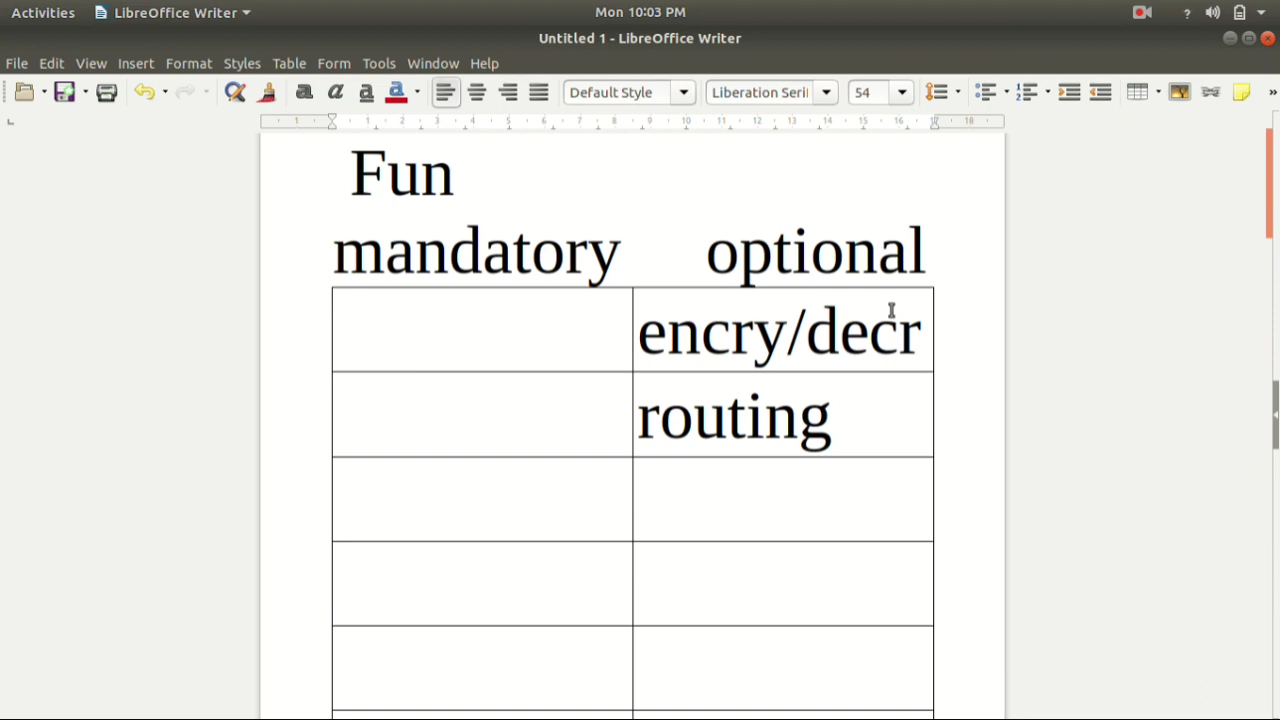 Activities LibreOffice Writer Mon 10:03 PM ?
Untitled 1 - LibreOffice Writer
File Edit View Insert Format Styles Table Form Tools Window Help
a a a a Default Style Liberation Seri 54 »
1 1 2 3 4 5 6 7 8 9 10 11 12 13 14 15 16 17 18
Fun
mandatory optional
encry/decr
routing